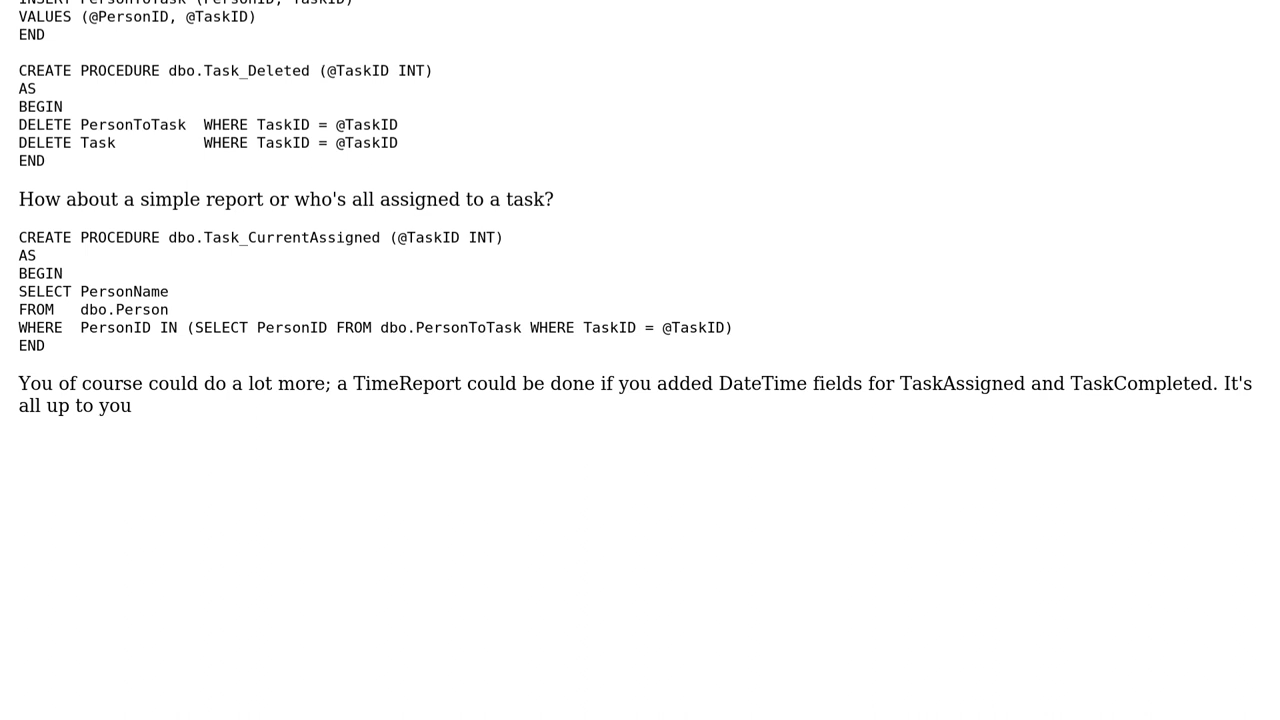 INSERT PersonToTask (PersonID, TaskID)
VALUES (@PersonID, @TaskID)
END
CREATE PROCEDURE dbo.Task_Deleted (@TaskID INT)
AS
BEGIN
DELETE PersonToTask  WHERE TaskID = @TaskID
DELETE Task          WHERE TaskID = @TaskID
END
How about a simple report or who's all assigned to a task?
CREATE PROCEDURE dbo.Task_CurrentAssigned (@TaskID INT)
AS
BEGIN
SELECT PersonName
FROM   dbo.Person
WHERE  PersonID IN (SELECT PersonID FROM dbo.PersonToTask WHERE TaskID = @TaskID)
END
You of course could do a lot more; a TimeReport could be done if you added DateTime fields for TaskAssigned and TaskCompleted. It's
all up to you